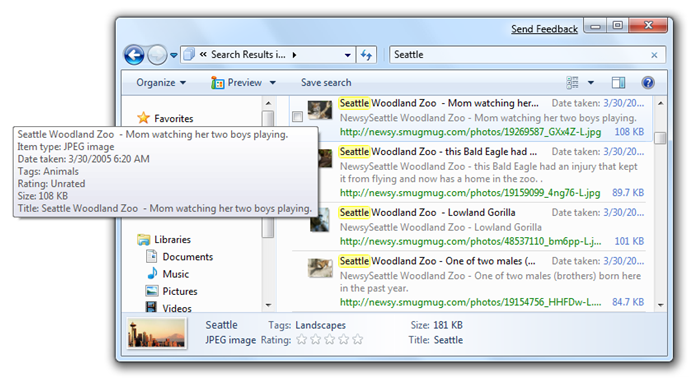 Send Feedback
« Search Results i...
Seattle
Organize
Preview
Save search
Favorites
Seattle Woodland Zoo - Mom watching her two boys playing.
Item type: JPEG image
Date taken: 3/30/2005 6:20 AM
Tags: Animals
Rating: Unrated
Size: 108 KB
Title: Seattle Woodland Zoo - Mom watching her two boys playing.
Libraries
Documents
Music
Pictures
Videos
Seattle Woodland Zoo - Mom watching her... Date taken: 3/30/20...
NewsySeattle Woodland Zoo - Mom watching her two boys playing.
http://newsy.smugmug.com/photos/19269587_GXx4Z-L.jpg 108 KB
Seattle Woodland Zoo - this Bald Eagle had ... Date taken: 3/30/20...
NewsySeattle Woodland Zoo - this Bald Eagle had an injury that kept
it from flying and now has a home in the zoo. .
http://newsy.smugmug.com/photos/19159099_4ng76-L.jpg 89.7 KB
Seattle Woodland Zoo - Lowland Gorilla Date taken: 3/30/20...
NewsySeattle Woodland Zoo - Lowland Gorilla
http://newsy.smugmug.com/photos/48537110_bm6pp-L.j... 101 KB
Seattle Woodland Zoo - One of two males (... Date taken: 3/30/20...
NewsySeattle Woodland Zoo - One of two males (brothers) born here
in the past year.
http://newsy.smugmug.com/photos/19154756_HHFDw-L.... 84.7 KB
Seattle Tags: Landscapes Size: 181 KB
JPEG image Rating: Title: Seattle